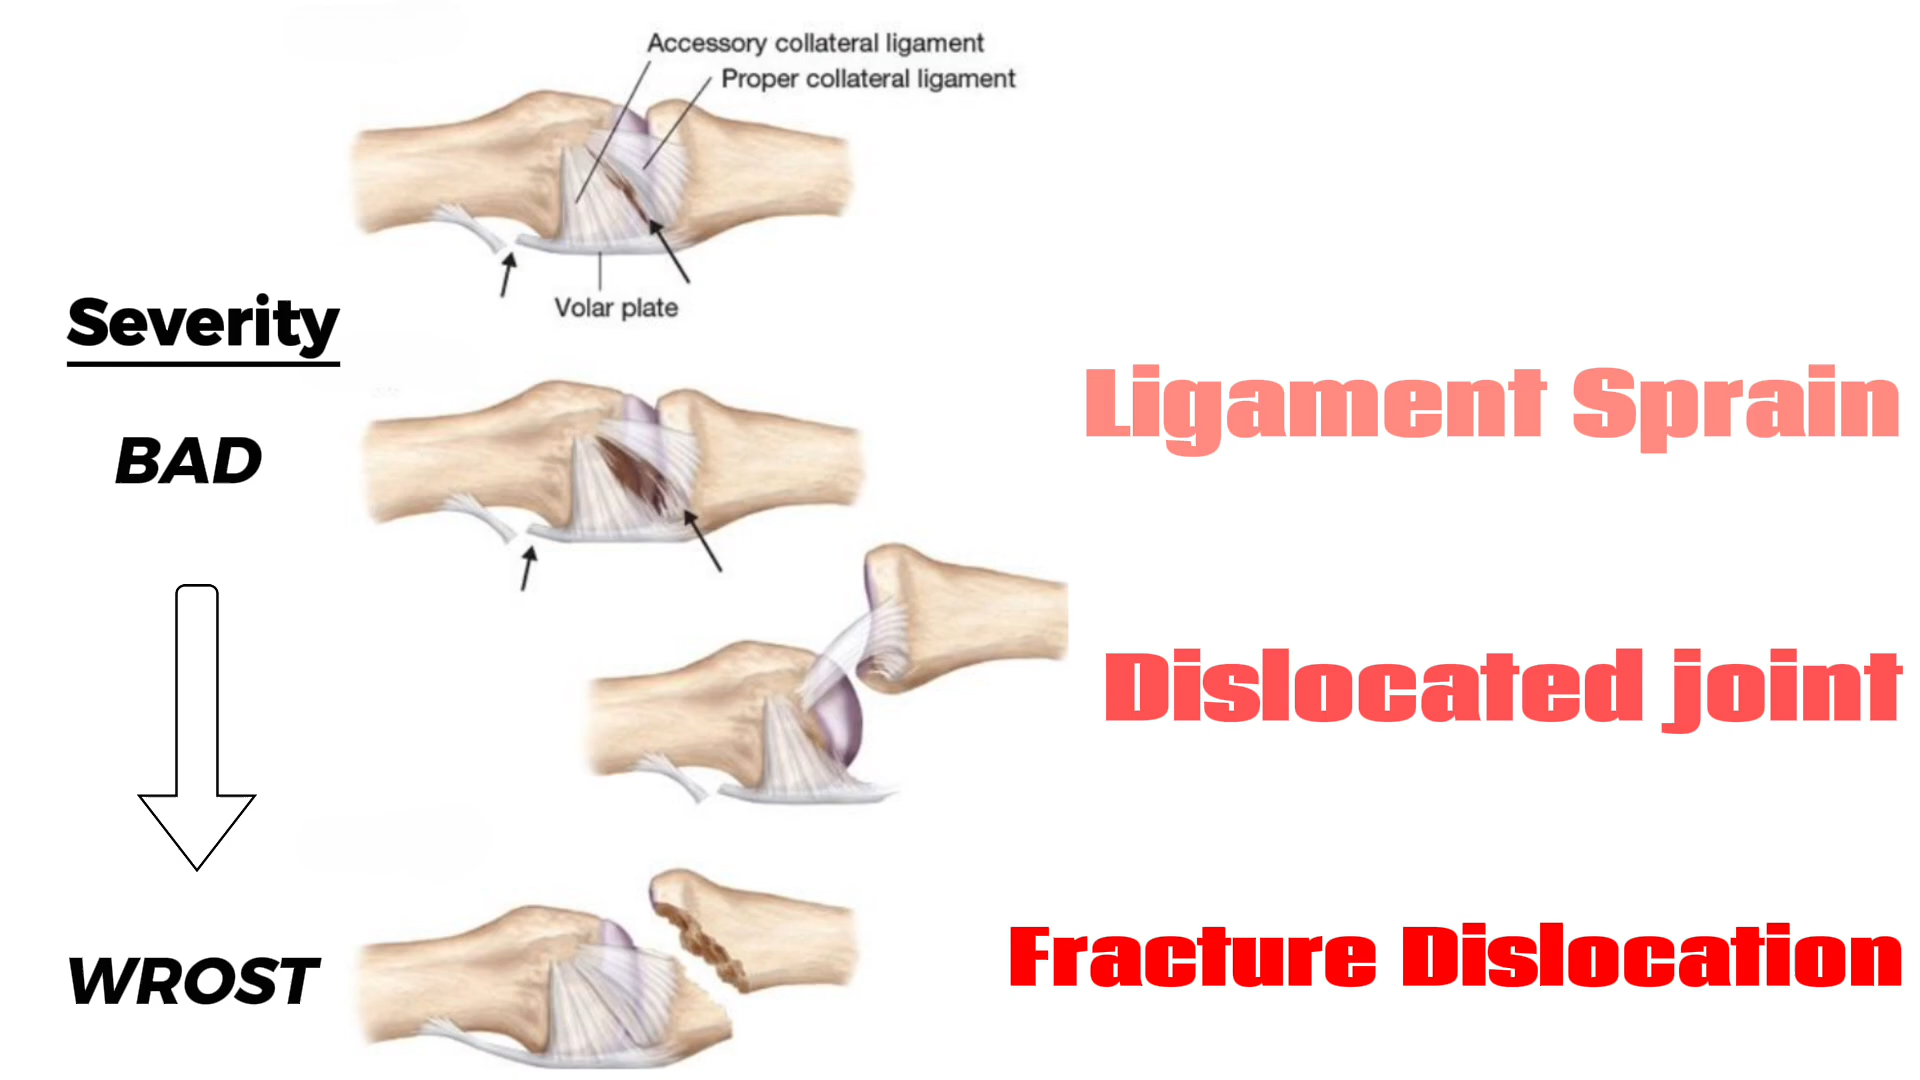 Accessory collateral ligament
Proper collateral ligament
Volar plate
Severity
BAD
Ligament Sprain
Dislocated joint
WROST
Fracture Dislocation